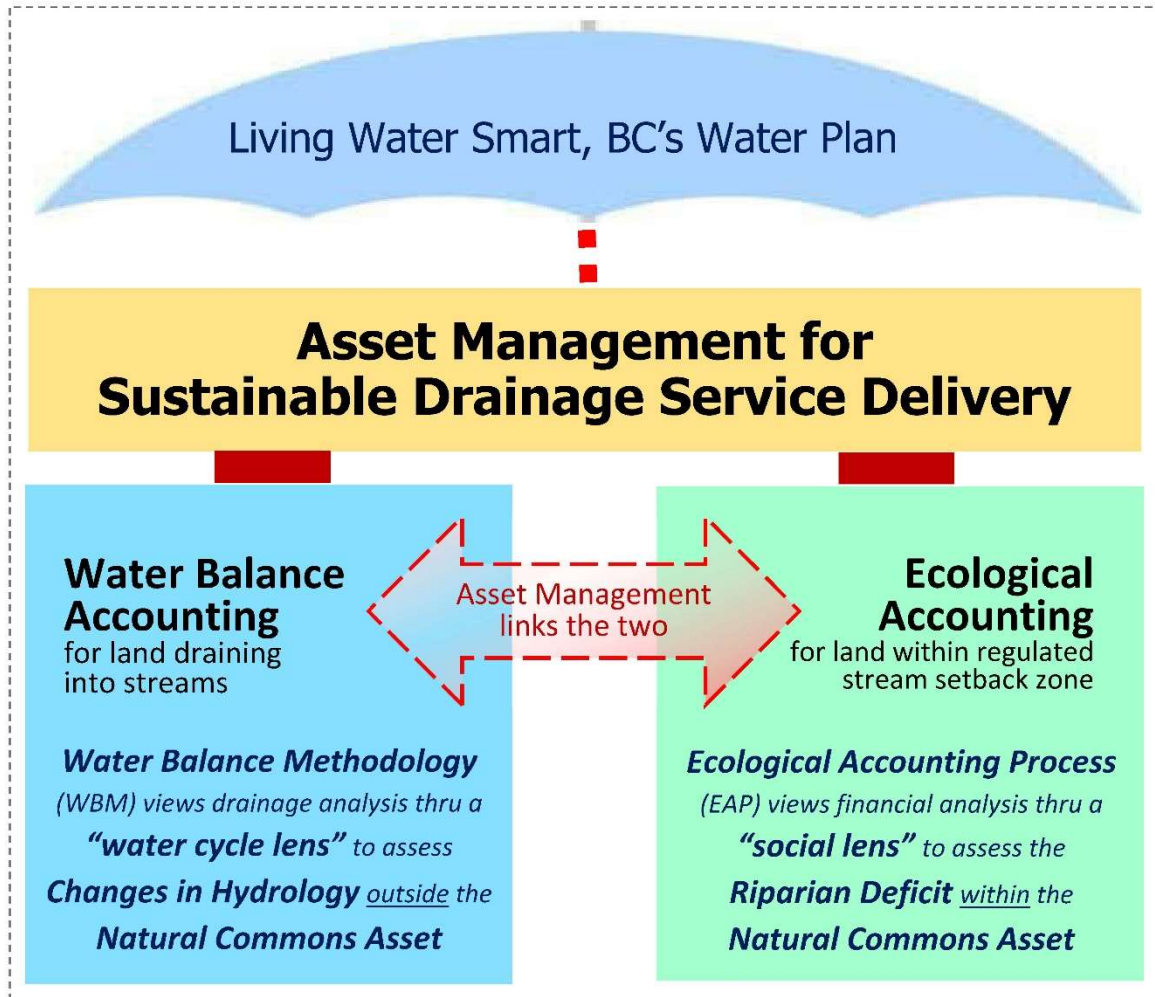 Living Water Smart, BC's Water Plan
Asset Management for
Sustainable Drainage Service Delivery
Water Balance
Accounting
for land draining
into streams
Asset Management
links the two
Ecological
Accounting
for land within regulated
stream setback zone
Water Balance Methodology
(WBM) views drainage analysis thru a
“water cycle lens” to assess
Changes in Hydrology outside the
Natural Commons Asset
Ecological Accounting Process
(EAP) views financial analysis thru a
“social lens” to assess the
Riparian Deficit within the
Natural Commons Asset